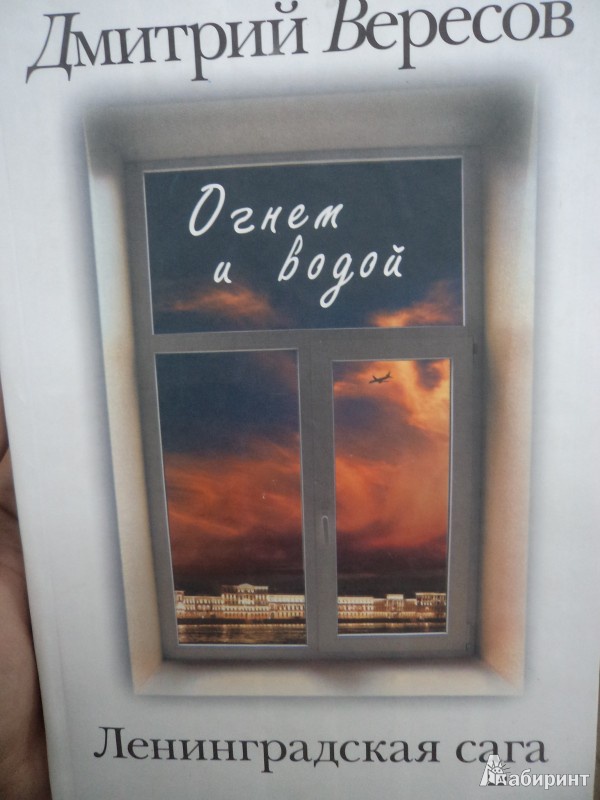 Дмитрий Вересов
Огнем
и водой
Ленинградская сага
Лабиринт